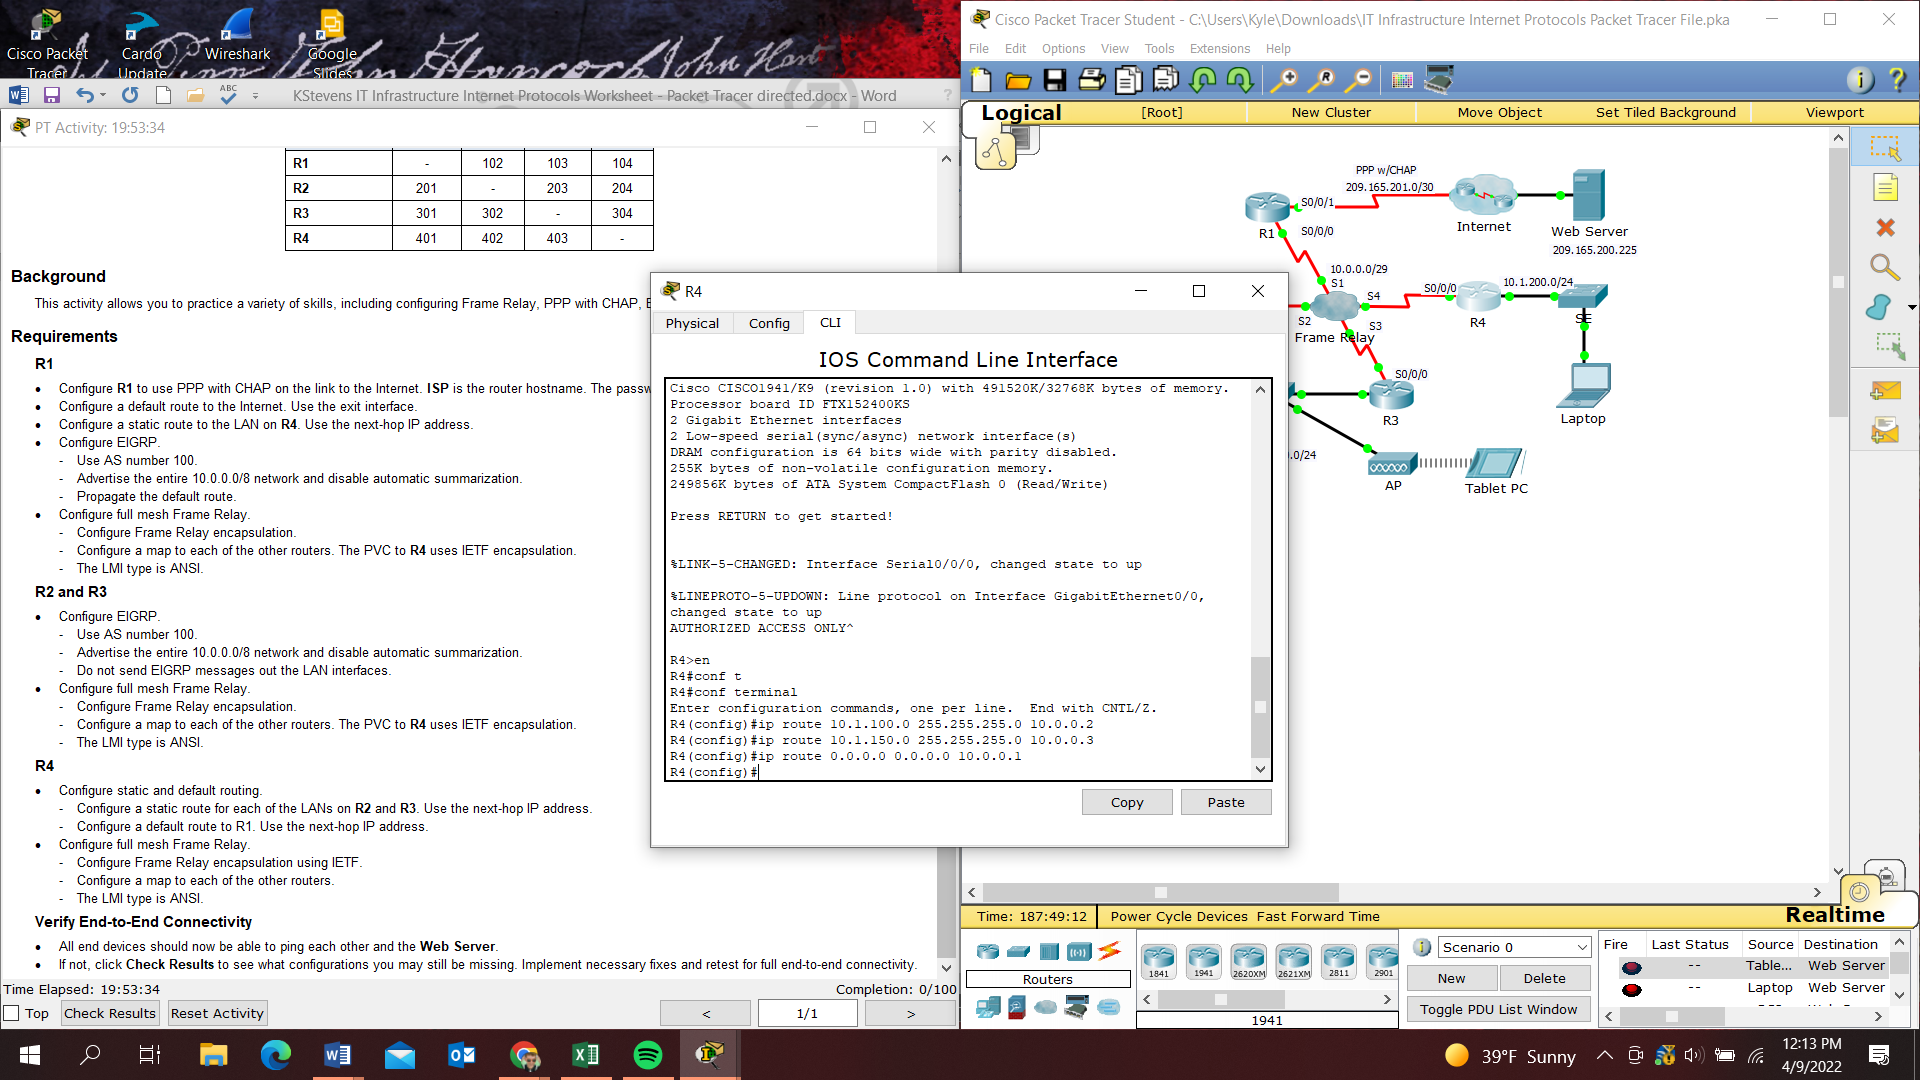 Cisco Packet Tracer
Cardo Update
Wireshark
Google Slides
KStevens IT Infrastructure Internet Protocols Worksheet - Packet Tracer directed.docx - Word
PT Activity: 19:53:34
R1 - 102 103 104
R2 201 - 203 204
R3 301 302 - 304
R4 401 402 403 -
Background
This activity allows you to practice a variety of skills, including configuring Frame Relay, PPP with CHAP, E
Requirements
R1
• Configure R1 to use PPP with CHAP on the link to the Internet. ISP is the router hostname. The passw
• Configure a default route to the Internet. Use the exit interface.
• Configure a static route to the LAN on R4. Use the next-hop IP address.
• Configure EIGRP.
- Use AS number 100.
- Advertise the entire 10.0.0.0/8 network and disable automatic summarization.
- Propagate the default route.
• Configure full mesh Frame Relay.
- Configure Frame Relay encapsulation.
- Configure a map to each of the other routers. The PVC to R4 uses IETF encapsulation.
- The LMI type is ANSI.
R2 and R3
• Configure EIGRP.
- Use AS number 100.
- Advertise the entire 10.0.0.0/8 network and disable automatic summarization.
- Do not send EIGRP messages out the LAN interfaces.
• Configure full mesh Frame Relay.
- Configure Frame Relay encapsulation.
- Configure a map to each of the other routers. The PVC to R4 uses IETF encapsulation.
- The LMI type is ANSI.
R4
• Configure static and default routing.
- Configure a static route for each of the LANs on R2 and R3. Use the next-hop IP address.
- Configure a default route to R1. Use the next-hop IP address.
• Configure full mesh Frame Relay.
- Configure Frame Relay encapsulation using IETF.
- Configure a map to each of the other routers.
- The LMI type is ANSI.
Verify End-to-End Connectivity
• All end devices should now be able to ping each other and the Web Server.
• If not, click Check Results to see what configurations you may still be missing. Implement necessary fixes and retest for full end-to-end connectivity.
Time Elapsed: 19:53:34
Completion: 0/100
Top
Check Results
Reset Activity
<
1/1
>
R4
Physical Config CLI
IOS Command Line Interface
Cisco CISCO1941/K9 (revision 1.0) with 491520K/32768K bytes of memory.
Processor board ID FTX152400KS
2 Gigabit Ethernet interfaces
2 Low-speed serial(sync/async) network interface(s)
DRAM configuration is 64 bits wide with parity disabled.
255K bytes of non-volatile configuration memory.
249856K bytes of ATA System CompactFlash 0 (Read/Write)
Press RETURN to get started!
%LINK-5-CHANGED: Interface Serial0/0/0, changed state to up
%LINEPROTO-5-UPDOWN: Line protocol on Interface GigabitEthernet0/0,
changed state to up
AUTHORIZED ACCESS ONLY^
R4>en
R4#conf t
R4#conf terminal
Enter configuration commands, one per line. End with CNTL/Z.
R4(config)#ip route 10.1.100.0 255.255.255.0 10.0.0.2
R4(config)#ip route 10.1.150.0 255.255.255.0 10.0.0.3
R4(config)#ip route 0.0.0.0 0.0.0.0 10.0.0.1
R4(config)#
Copy
Paste
Cisco Packet Tracer Student - C:\Users\Kyle\Downloads\IT Infrastructure Internet Protocols Packet Tracer File.pka
File Edit Options View Tools Extensions Help
Logical
[Root]
New Cluster
Move Object
Set Tiled Background
Viewport
PPP w/CHAP
209.165.201.0/30
S0/0/1
R1
S0/0/0
Internet
Web Server
209.165.200.225
10.0.0.0/29
S1
S4
S0/0/0
10.1.200.0/24
S2
S3
R4
SE
Frame Relay
S0/0/0
R3
Laptop
.0/24
AP
Tablet PC
Time: 187:49:12
Power Cycle Devices Fast Forward Time
Realtime
Routers
1841
1941
2620XM
2621XM
2811
2901
1941
Scenario 0
New
Delete
Toggle PDU List Window
Fire Last Status Source Destination
-- Table... Web Server
-- Laptop Web Server
39°F Sunny
12:13 PM
4/9/2022